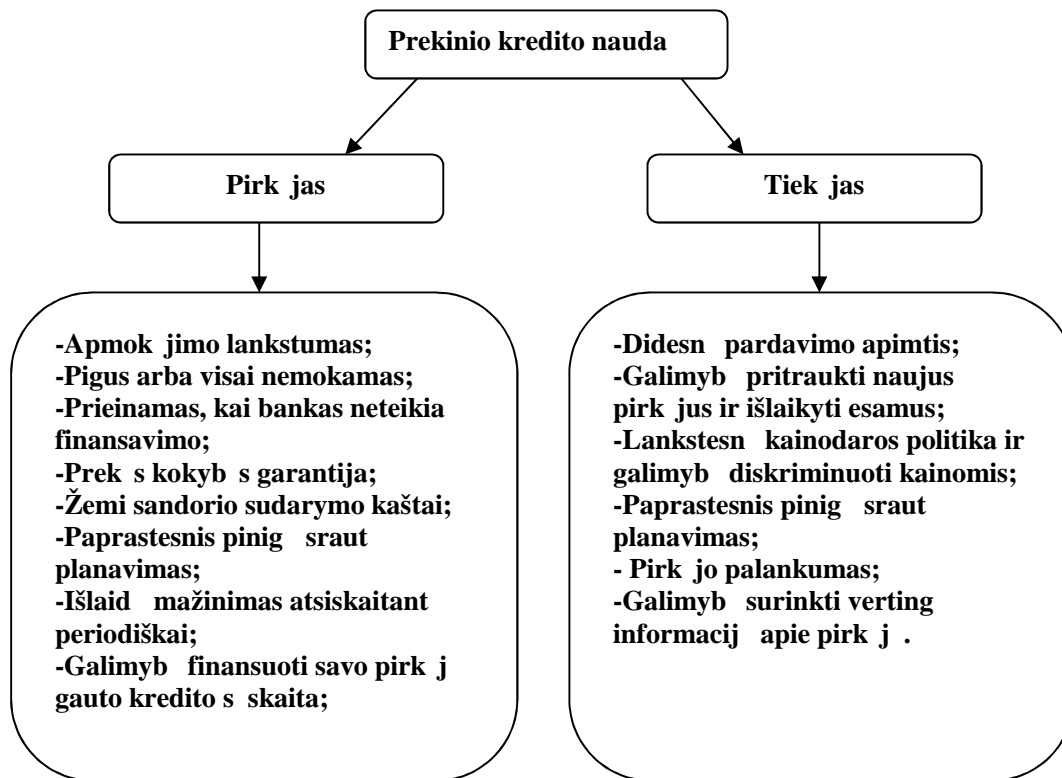 Prekinio kredito nauda
Pirk jas
Tiek jas
-Apmok jimo lankstumas;
-Pigus arba visai nemokamas;
-Prieinamas, kai bankas neteikia
finansavimo;
-Prek s kokyb s garantija;
-Žemi sandorio sudarymo kaštai;
-Paprastesnis pinig sraut
planavimas;
-Išlaid mažinimas atsiskaitant
periodiškai;
-Galimyb finansuoti savo pirk j
gauto kredito s skaita;
-Didesn pardavimo apimtis;
-Galimyb pritraukti naujus
pirk jus ir išlaikyti esamus;
-Lankstesn kainodaros politika ir
galimyb diskriminuoti kainomis;
-Paprastesnis pinig sraut
planavimas;
- Pirk jo palankumas;
-Galimyb surinkti verting
informacij apie pirk j .